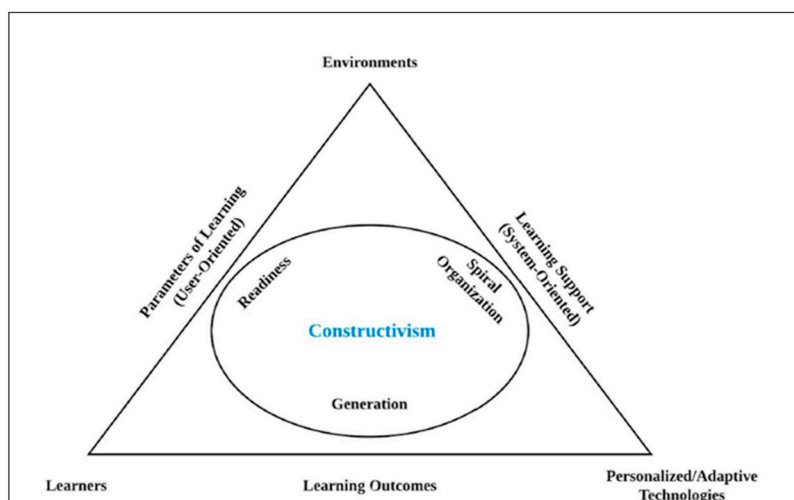 Environments
Parameters of Learning
(User-Oriented)
Learning Support
(System-Oriented)
Readiness
Spiral
Organization
Constructivism
Generation
Learners
Learning Outcomes
Personalized/Adaptive
Technologies